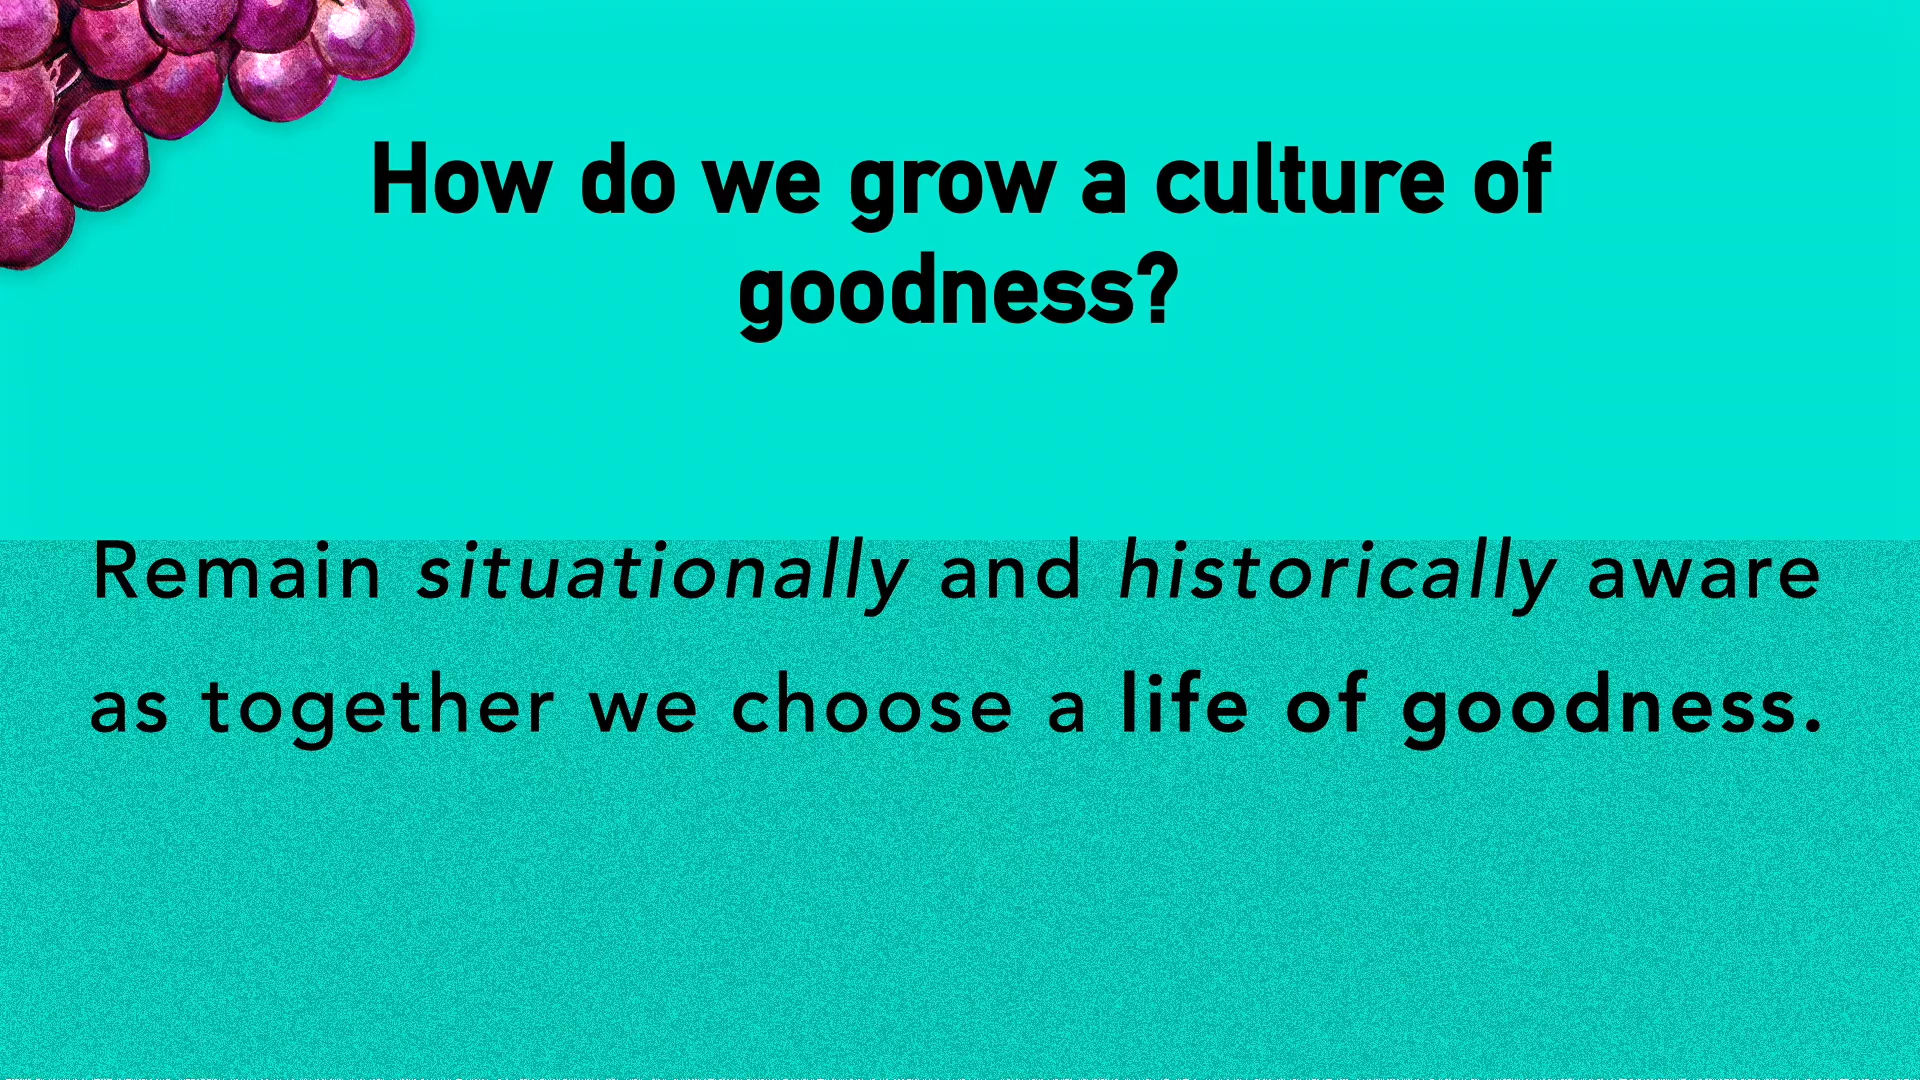 How do we grow a culture of
goodness?
Remain situationally and historically aware
as together we choose a life of goodness.